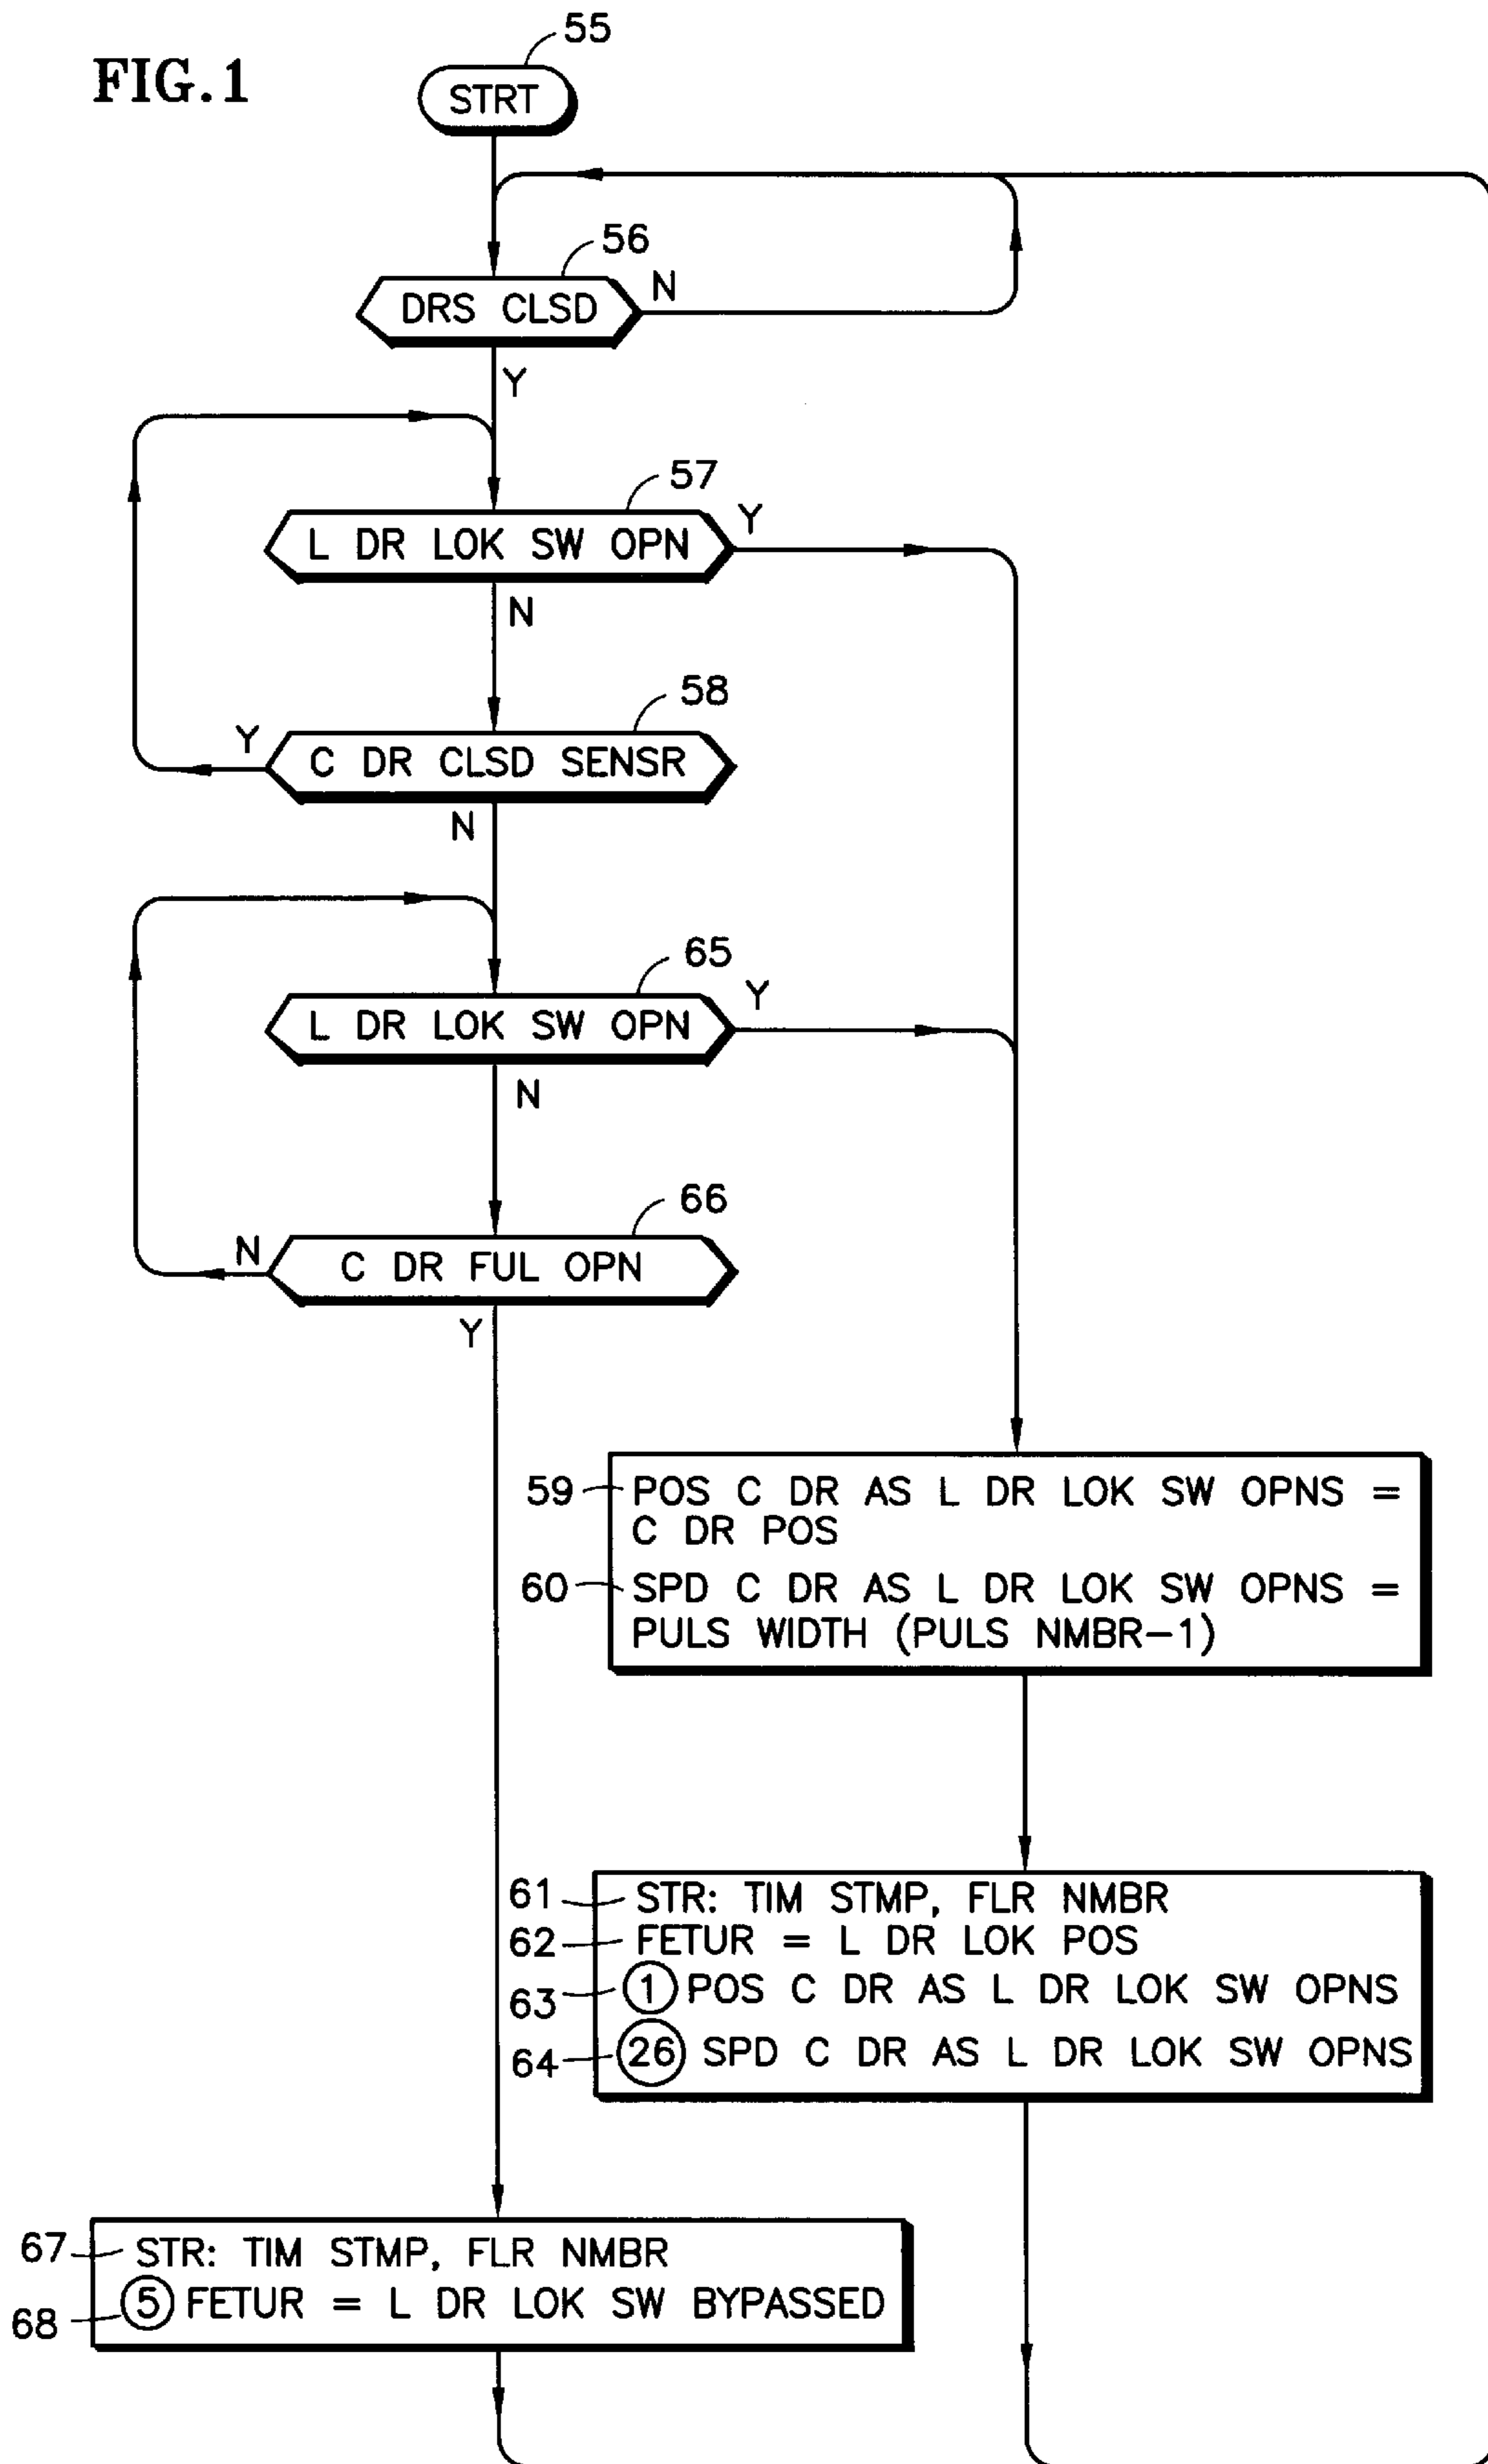 FIG. 1
55
STRT
56
DRS CLSD
N
Y
57
L DR LOK SW OPN
Y
N
58
C DR CLSD SENSR
Y
N
65
L DR LOK SW OPN
Y
N
66
C DR FUL OPN
N
Y
59 POS C DR AS L DR LOK SW OPNS =
C DR POS
60 SPD C DR AS L DR LOK SW OPNS =
PULS WIDTH (PULS NMBR-1)
61 STR: TIM STMP, FLR NMBR
62 FETUR = L DR LOK POS
63 1 POS C DR AS L DR LOK SW OPNS
64 26 SPD C DR AS L DR LOK SW OPNS
67 STR: TIM STMP, FLR NMBR
68 5 FETUR = L DR LOK SW BYPASSED